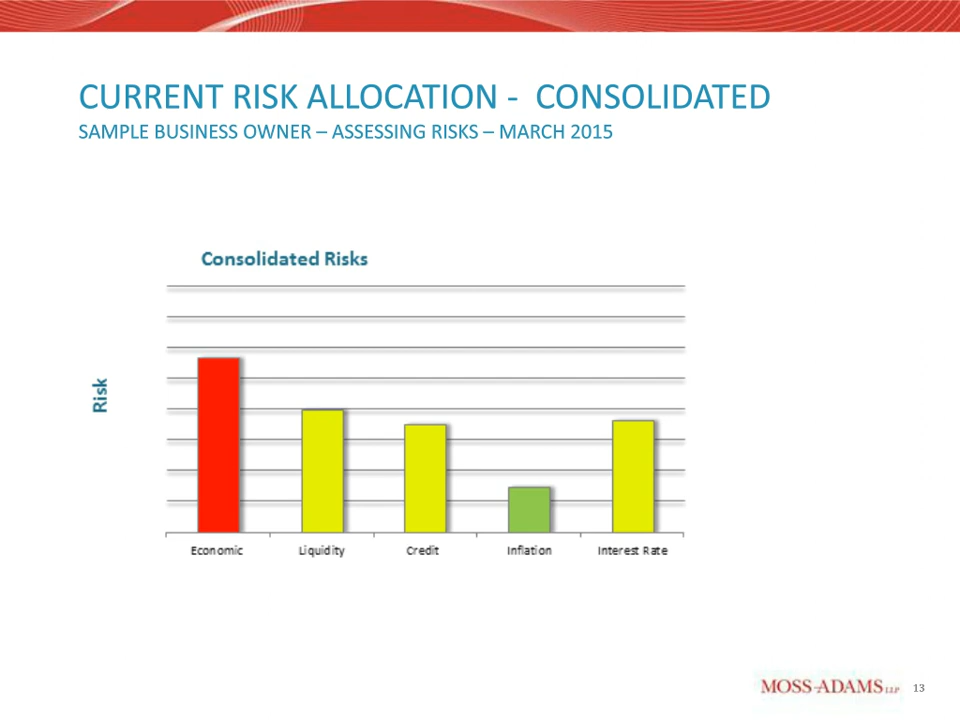 CURRENT RISK ALLOCATION - CONSOLIDATED
SAMPLE BUSINESS OWNER – ASSESSING RISKS – MARCH 2015
Consolidated Risks
Risk
Economic Liquidity Credit Inflation Interest Rate
MOSS ADAMS LLP 13